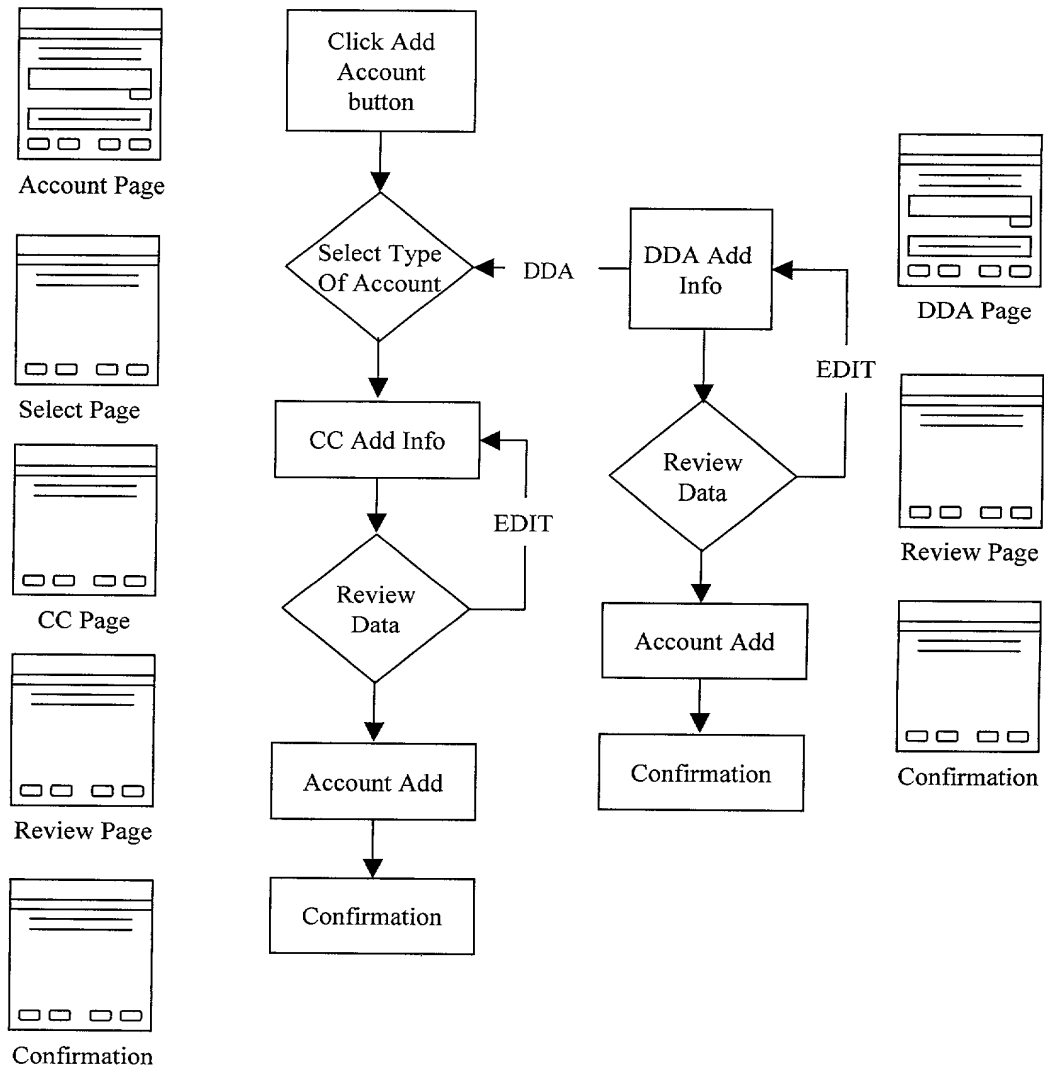 Account Page
Select Page
CC Page
Review Page
Confirmation
Click Add
Account
button
Select Type
Of Account
DDA
CC Add Info
EDIT
Review
Data
Account Add
Confirmation
DDA Add
Info
EDIT
Review
Data
Account Add
Confirmation
DDA Page
Review Page
Confirmation